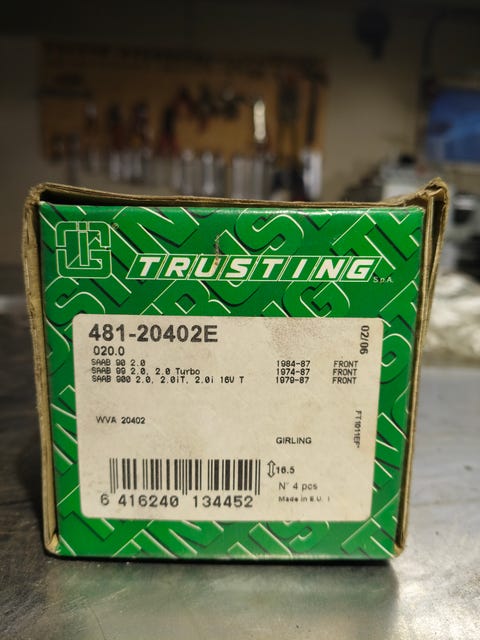 TRUSTING S.p.A.
481-20402E
020.0
02/06
SAAB 90 2.0 1984-87 FRONT
SAAB 99 2.0, 2.0 Turbo 1974-87 FRONT
SAAB 900 2.0, 2.0iT, 2.0i 16V T 1979-87 FRONT
WVA 20402
GIRLING
16.5
N° 4 pcs
Made in E.U.
6 416240 134452